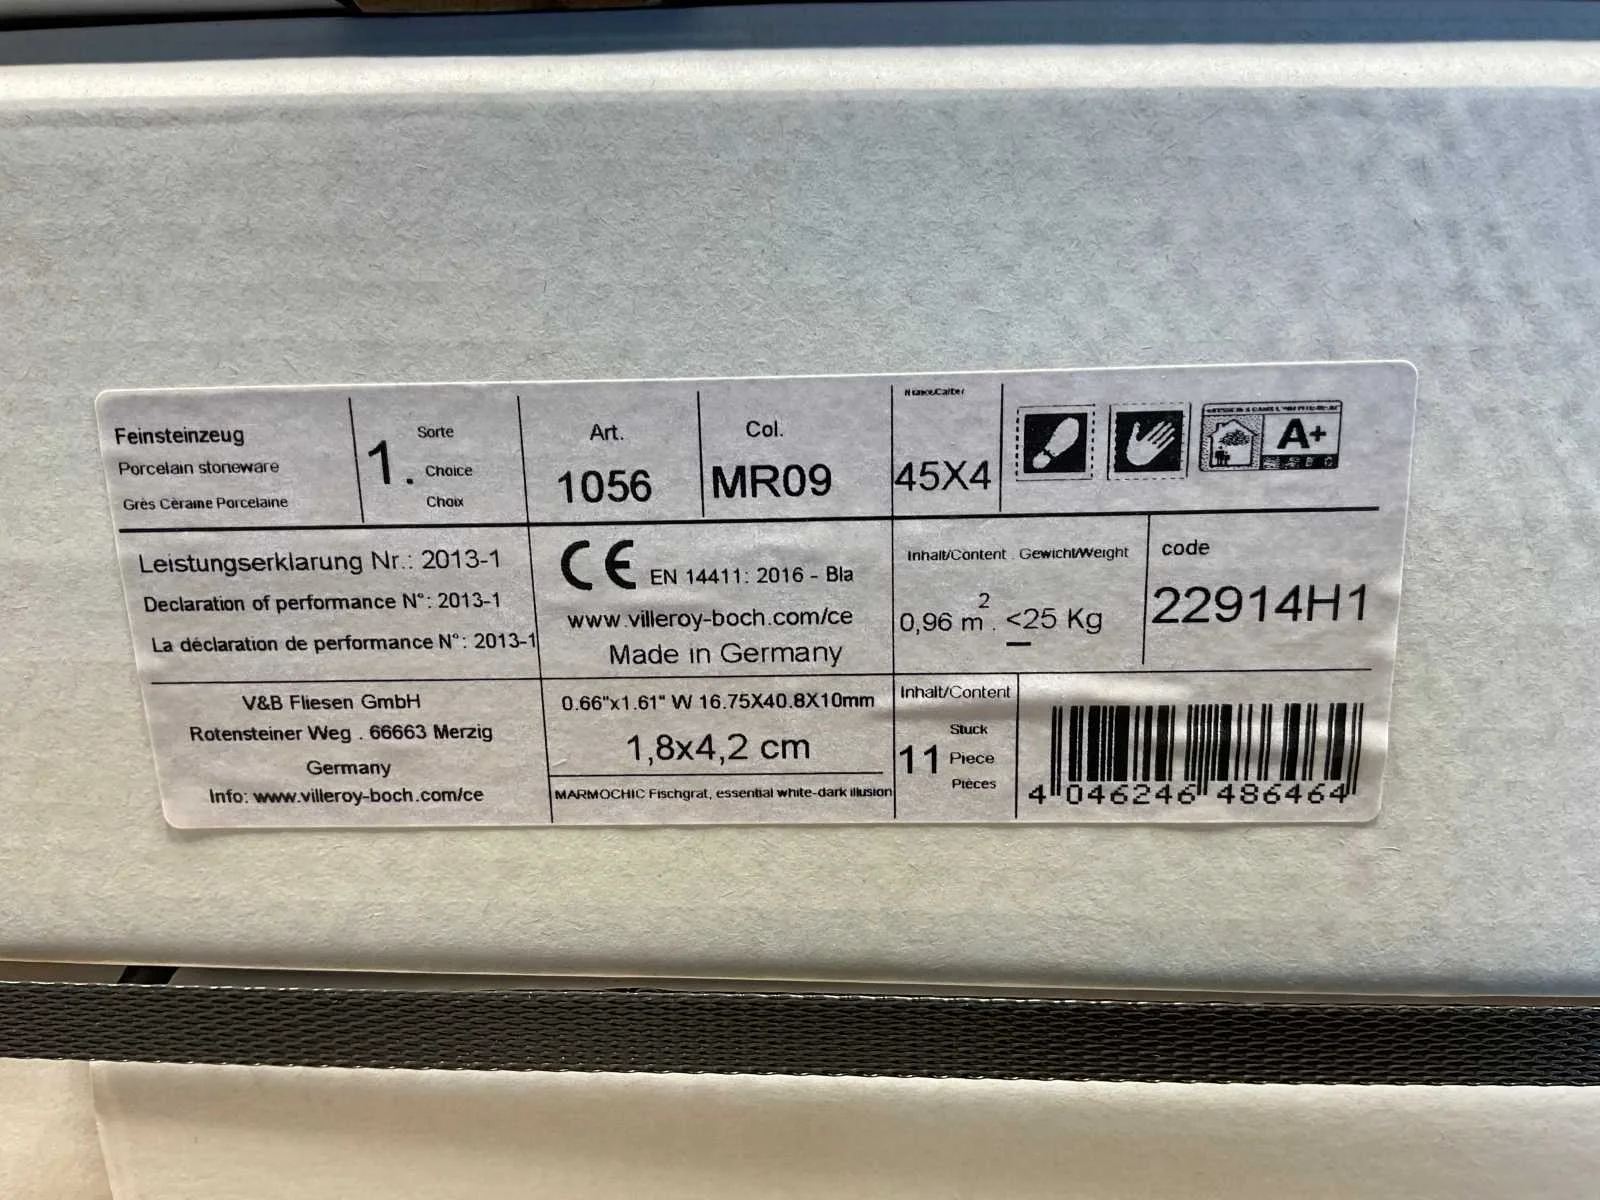 Feinsteinzeug
Porcelain stoneware
Grès Cèrame Porcelaine
1.
Sorte
Choice
Choix
Art.
1056
Col.
MR09
45X4
A+
Leistungserklarung Nr.: 2013-1
Declaration of performance N°: 2013-1
La déclaration de performance N°: 2013-1
CE EN 14411: 2016 - Bla
www.villeroy-boch.com/ce
Made in Germany
Inhalt/Content . Gewicht/Weight
0,96 m² . <25 Kg
code
22914H1
V&B Fliesen GmbH
Rotensteiner Weg . 66663 Merzig
Germany
Info: www.villeroy-boch.com/ce
0.66"x1.61" W 16.75X40.8X10mm
1,8x4,2 cm
MARMOCHIC Fischgrat, essential white-dark illusion
Inhalt/Content
11
Stuck
Piece
Pièces
4 046246 486464